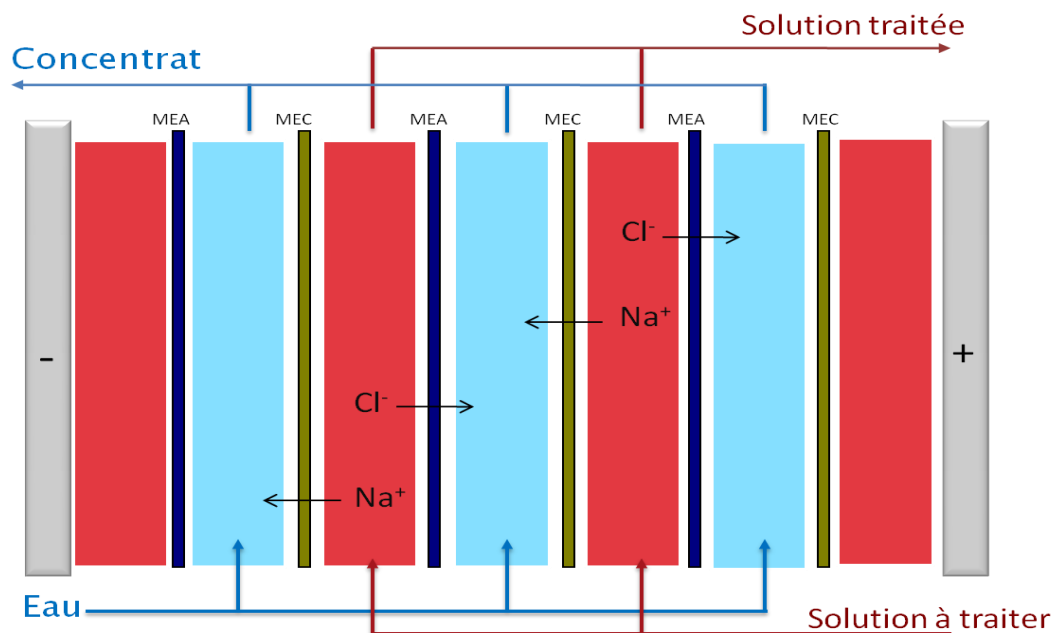 Solution traitée
Concentrat
MEA MEC MEA MEC MEA MEC
Cl⁻
Na⁺
- +
Cl⁻
Na⁺
Eau
Solution à traiter